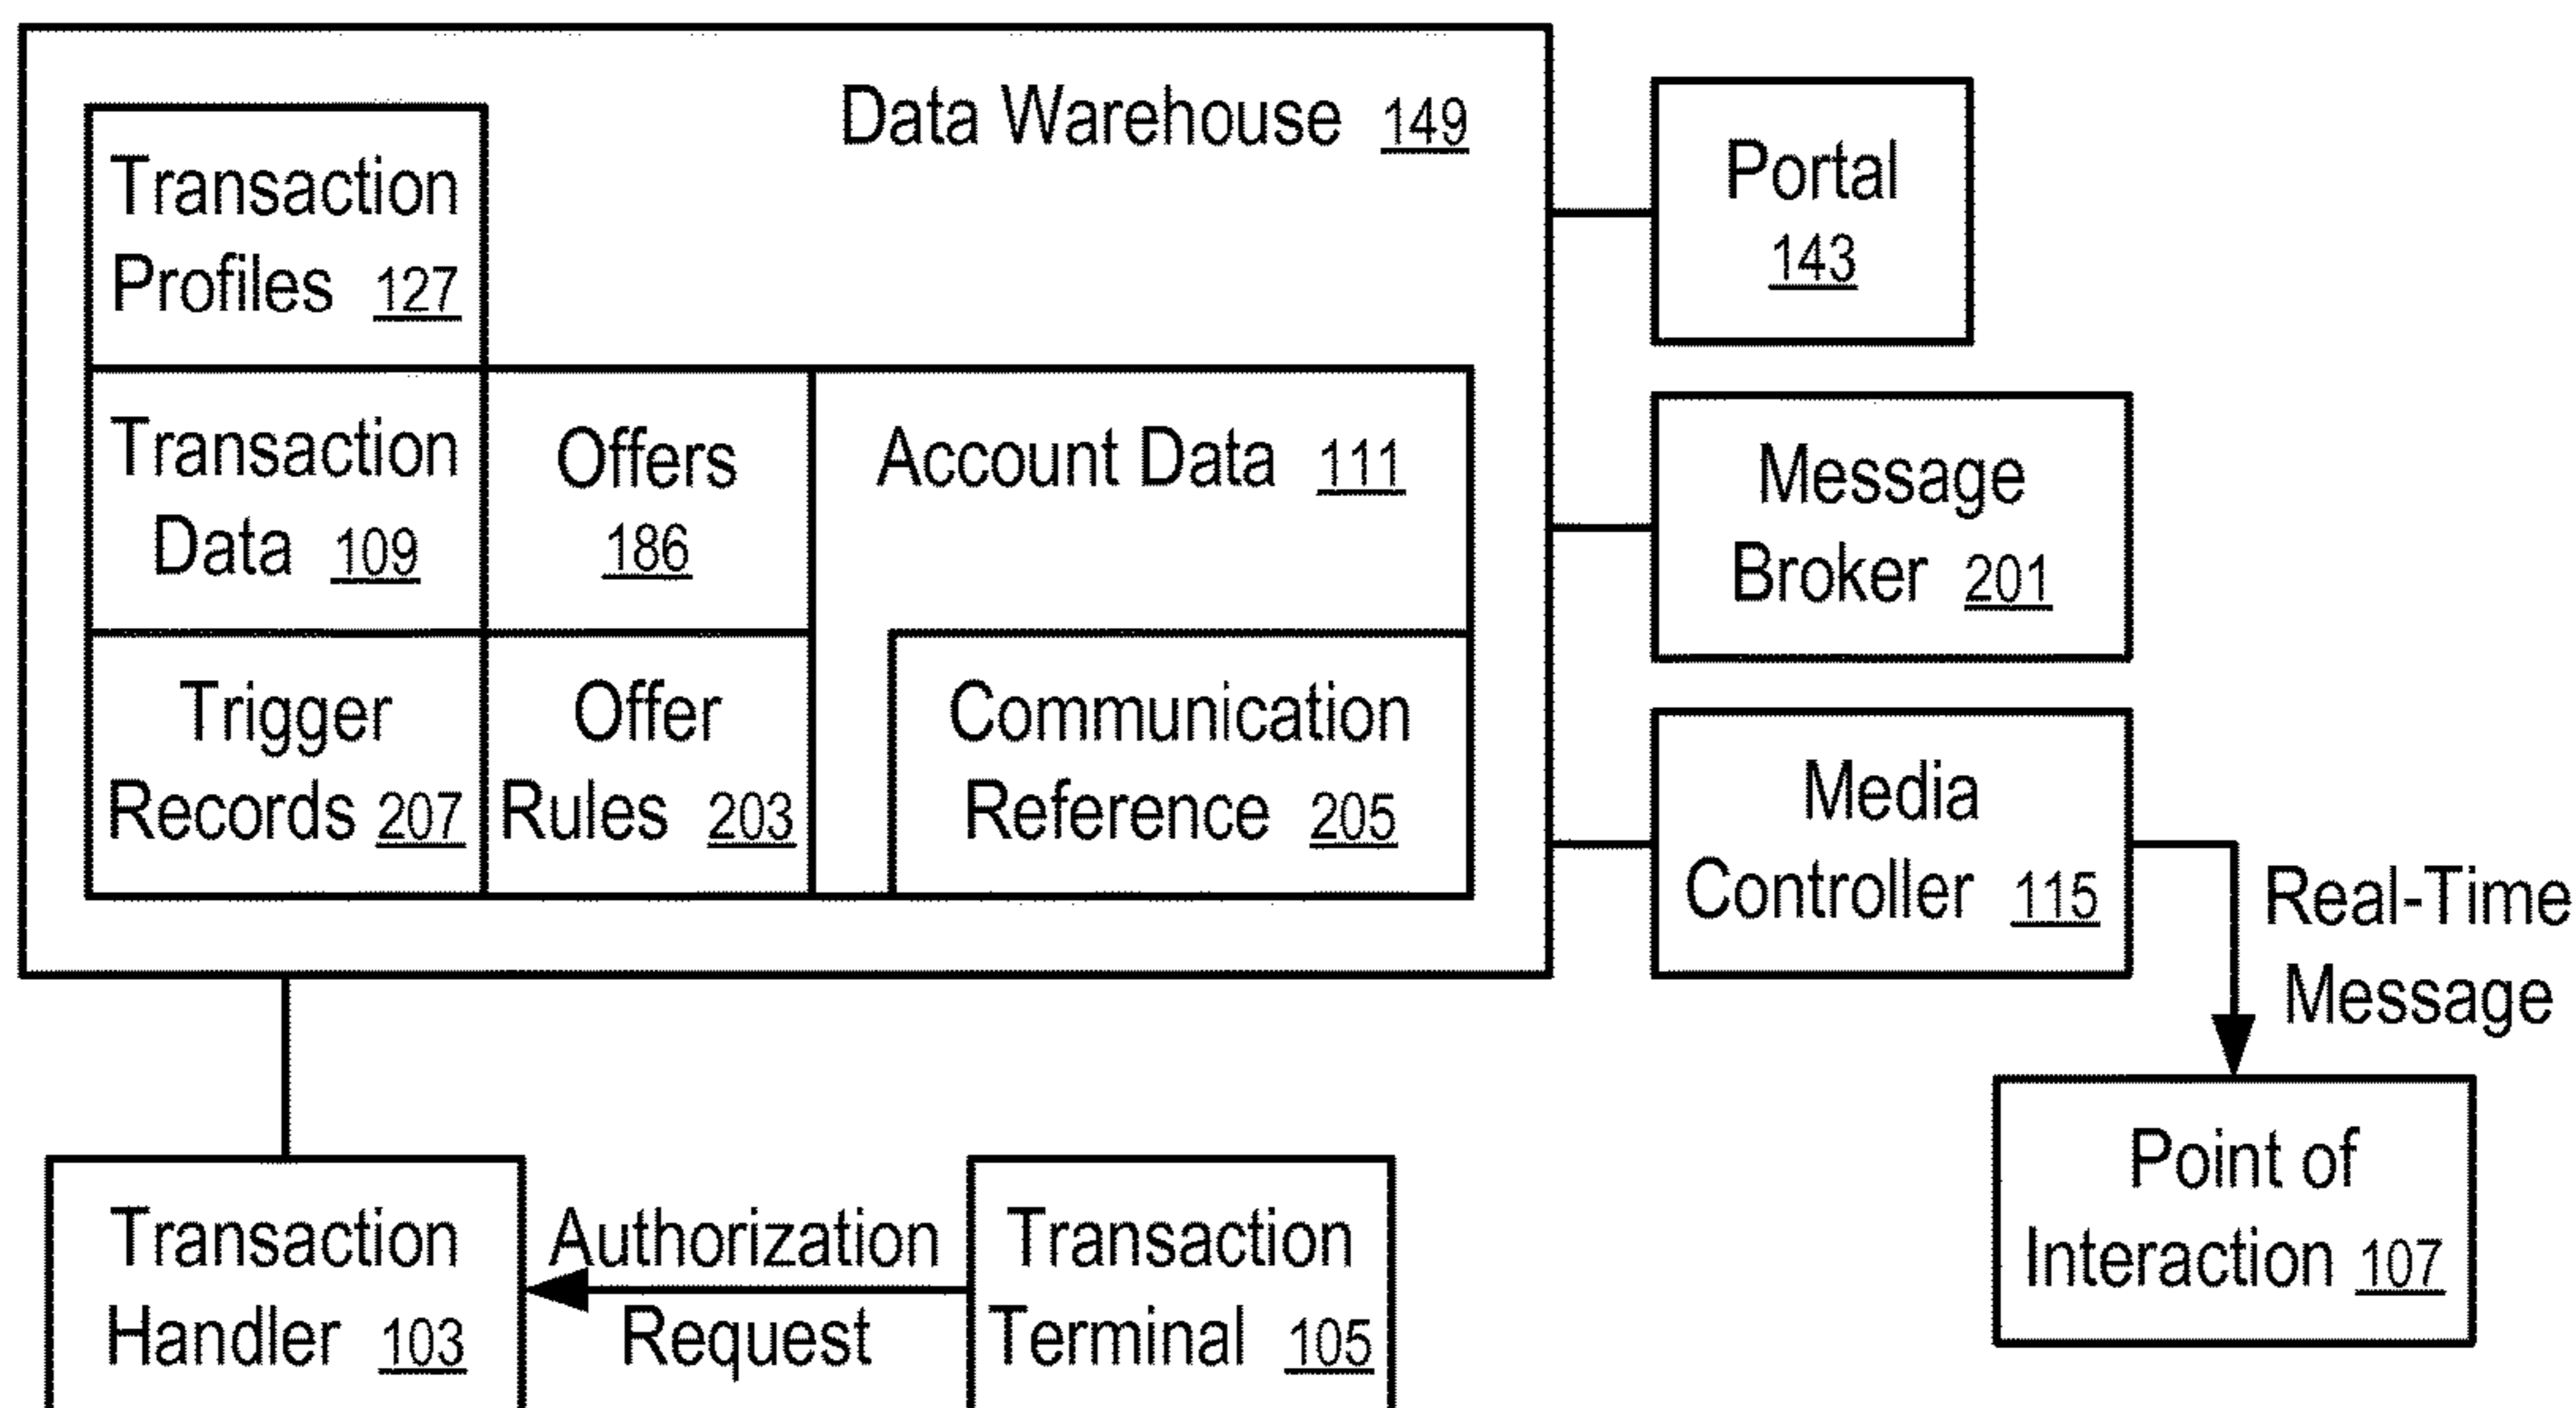 Data Warehouse 149
Transaction
Profiles 127
Transaction
Data 109
Offers
186
Account Data 111
Trigger
Records 207
Offer
Rules 203
Communication
Reference 205
Portal
143
Message
Broker 201
Media
Controller 115
Real-Time
Message
Point of
Interaction 107
Transaction
Handler 103
Authorization
Request
Transaction
Terminal 105